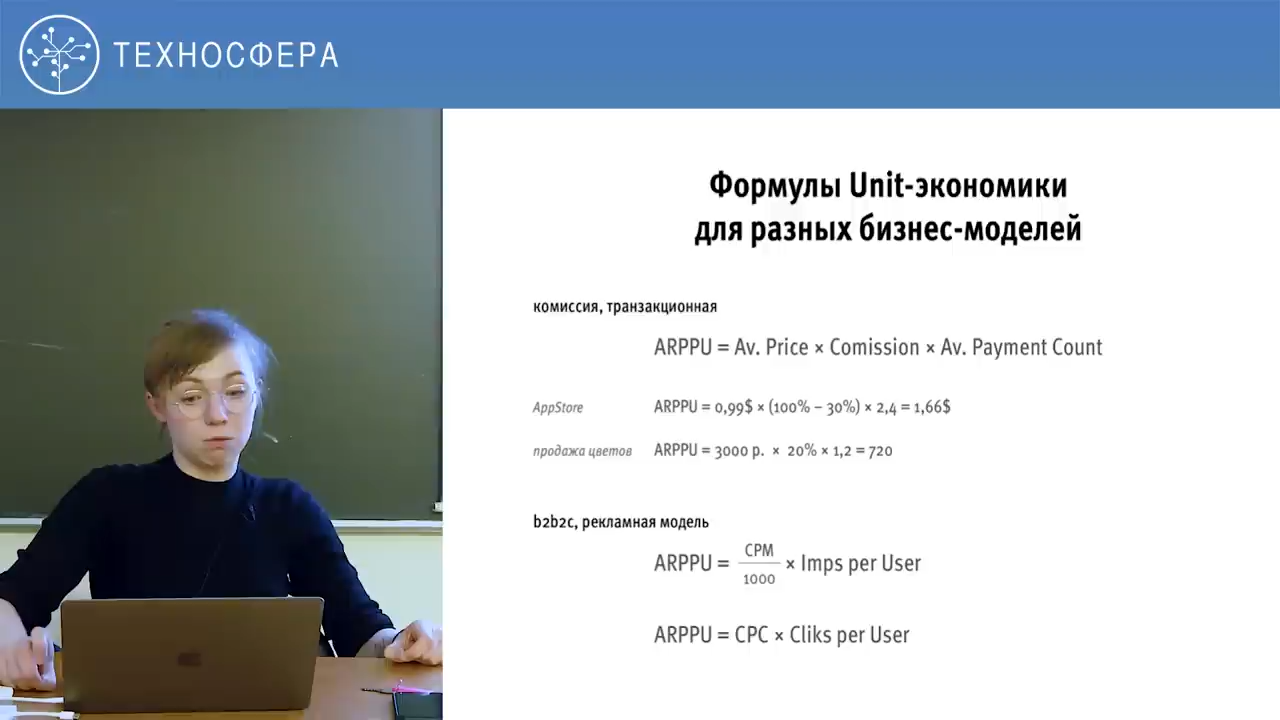 ТЕХНОСФЕРА
Формулы Unit-экономики
для разных бизнес-моделей
комиссия, транзакционная
ARPPU = Av. Price × Comission × Av. Payment Count
AppStore ARPPU = 0,99$ × (100% – 30%) × 2,4 = 1,66$
продажа цветов ARPPU = 3000 р. × 20% × 1,2 = 720
b2b2c, рекламная модель
ARPPU = CPM/1000 × Imps per User
ARPPU = CPC × Cliks per User